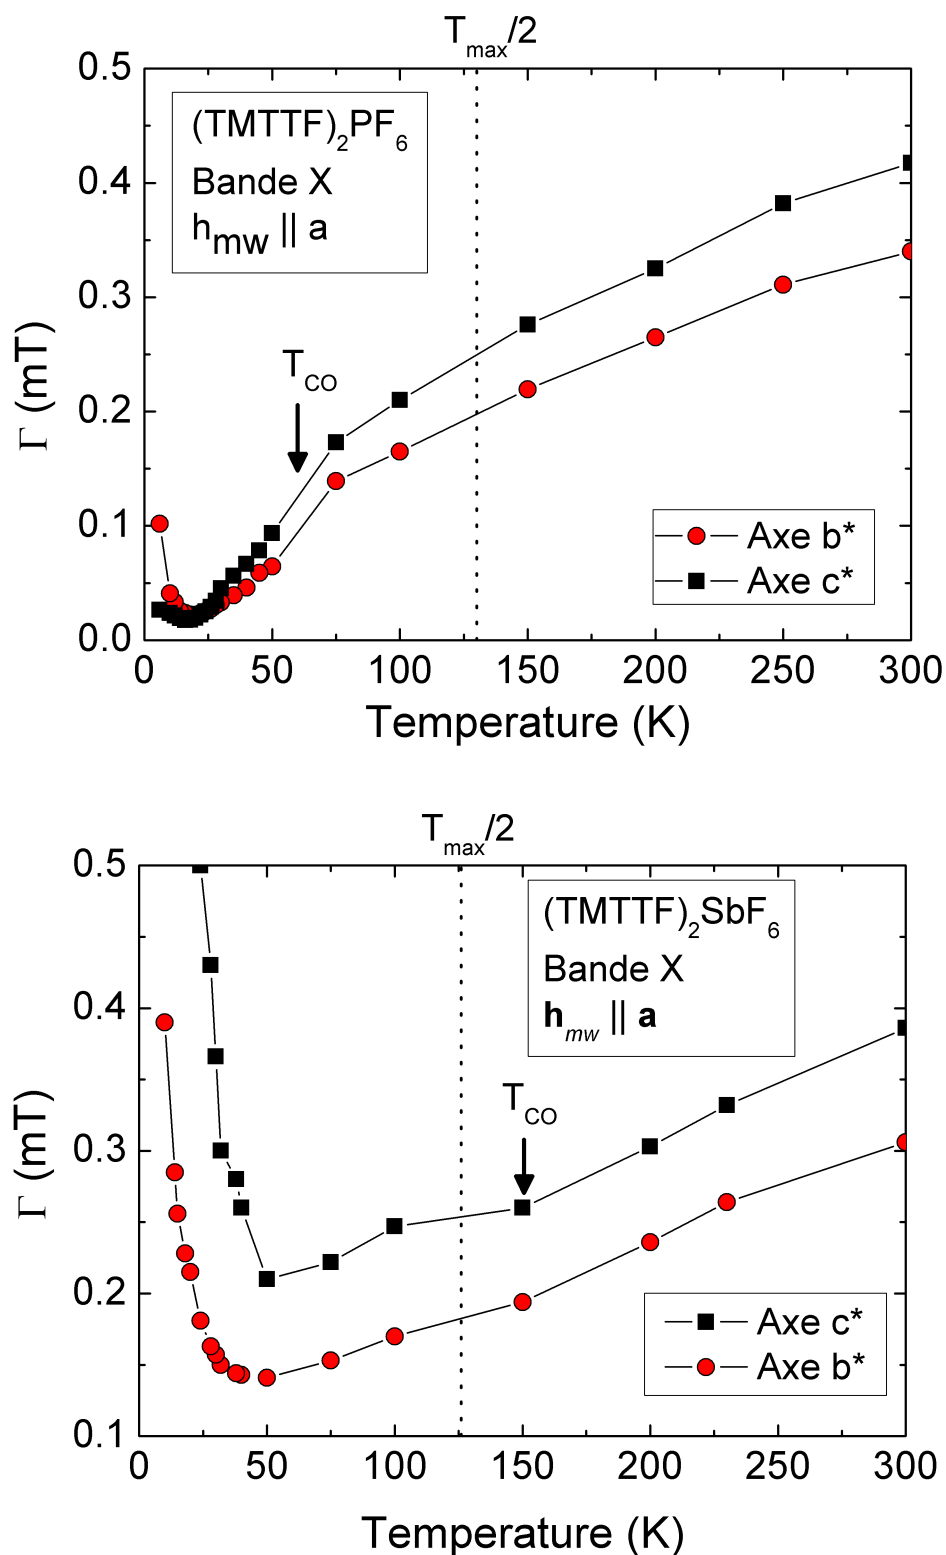 T_max/2
0.5
(TMTTF)₂PF₆
Bande X
h_mw || a
0.4
0.3
T_CO
Γ (mT)
0.2
0.1
Axe b*
Axe c*
0.0
0 50 100 150 200 250 300
Temperature (K)
T_max/2
0.5
(TMTTF)₂SbF₆
Bande X
h_mw || a
0.4
T_CO
0.3
Γ (mT)
0.2
Axe c*
Axe b*
0.1
0 50 100 150 200 250 300
Temperature (K)